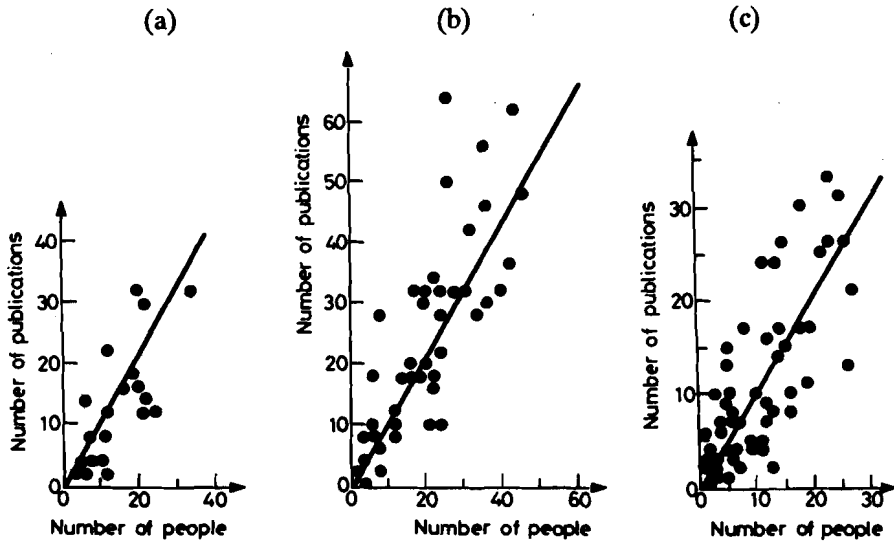 (a)
Number of publications
40
30
20
10
0
0 20 40
Number of people
(b)
Number of publications
60
50
40
30
20
10
0
0 20 40 60
Number of people
(c)
Number of publications
30
20
10
0
0 10 20 30
Number of people